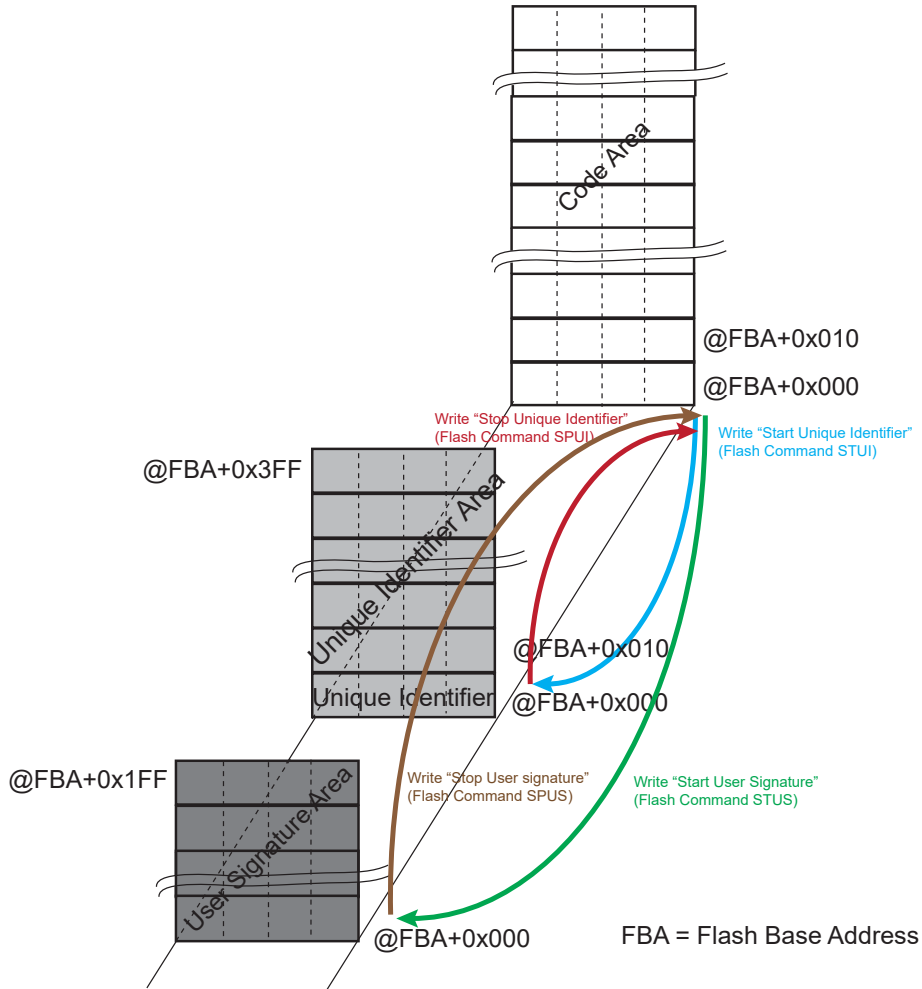 Code Area
@FBA+0x010
@FBA+0x000
Write “Stop Unique Identifier”
(Flash Command SPUI)
Write “Start Unique Identifier”
(Flash Command STUI)
@FBA+0x3FF
Unique Identifier Area
@FBA+0x010
Unique Identifier
@FBA+0x000
@FBA+0x1FF
Write “Stop User signature”
(Flash Command SPUS)
Write “Start User Signature”
(Flash Command STUS)
User Signature Area
@FBA+0x000
FBA = Flash Base Address